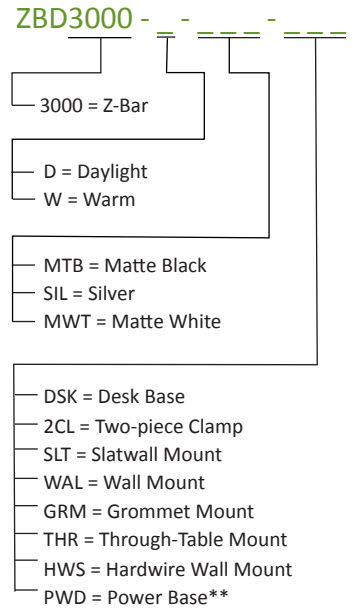 ZBD3000 - _ - _ _ _ - _ _ _
3000 = Z-Bar
D = Daylight
W = Warm
MTB = Matte Black
SIL = Silver
MWT = Matte White
DSK = Desk Base
2CL = Two-piece Clamp
SLT = Slatwall Mount
WAL = Wall Mount
GRM = Grommet Mount
THR = Through-Table Mount
HWS = Hardwire Wall Mount
PWD = Power Base**